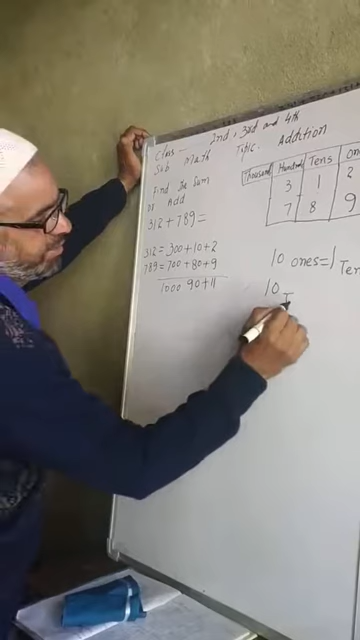 Class — 2nd, 3rd and 4th
Sub Math Topic. Addition
Find the Sum
or Add
312 + 789 =
312 = 300 + 10 + 2
789 = 700 + 80 + 9
1000 90 + 11
Thousand Hundred Tens One
3 1 2
7 8 9
10 ones = 1 Ten
10 T